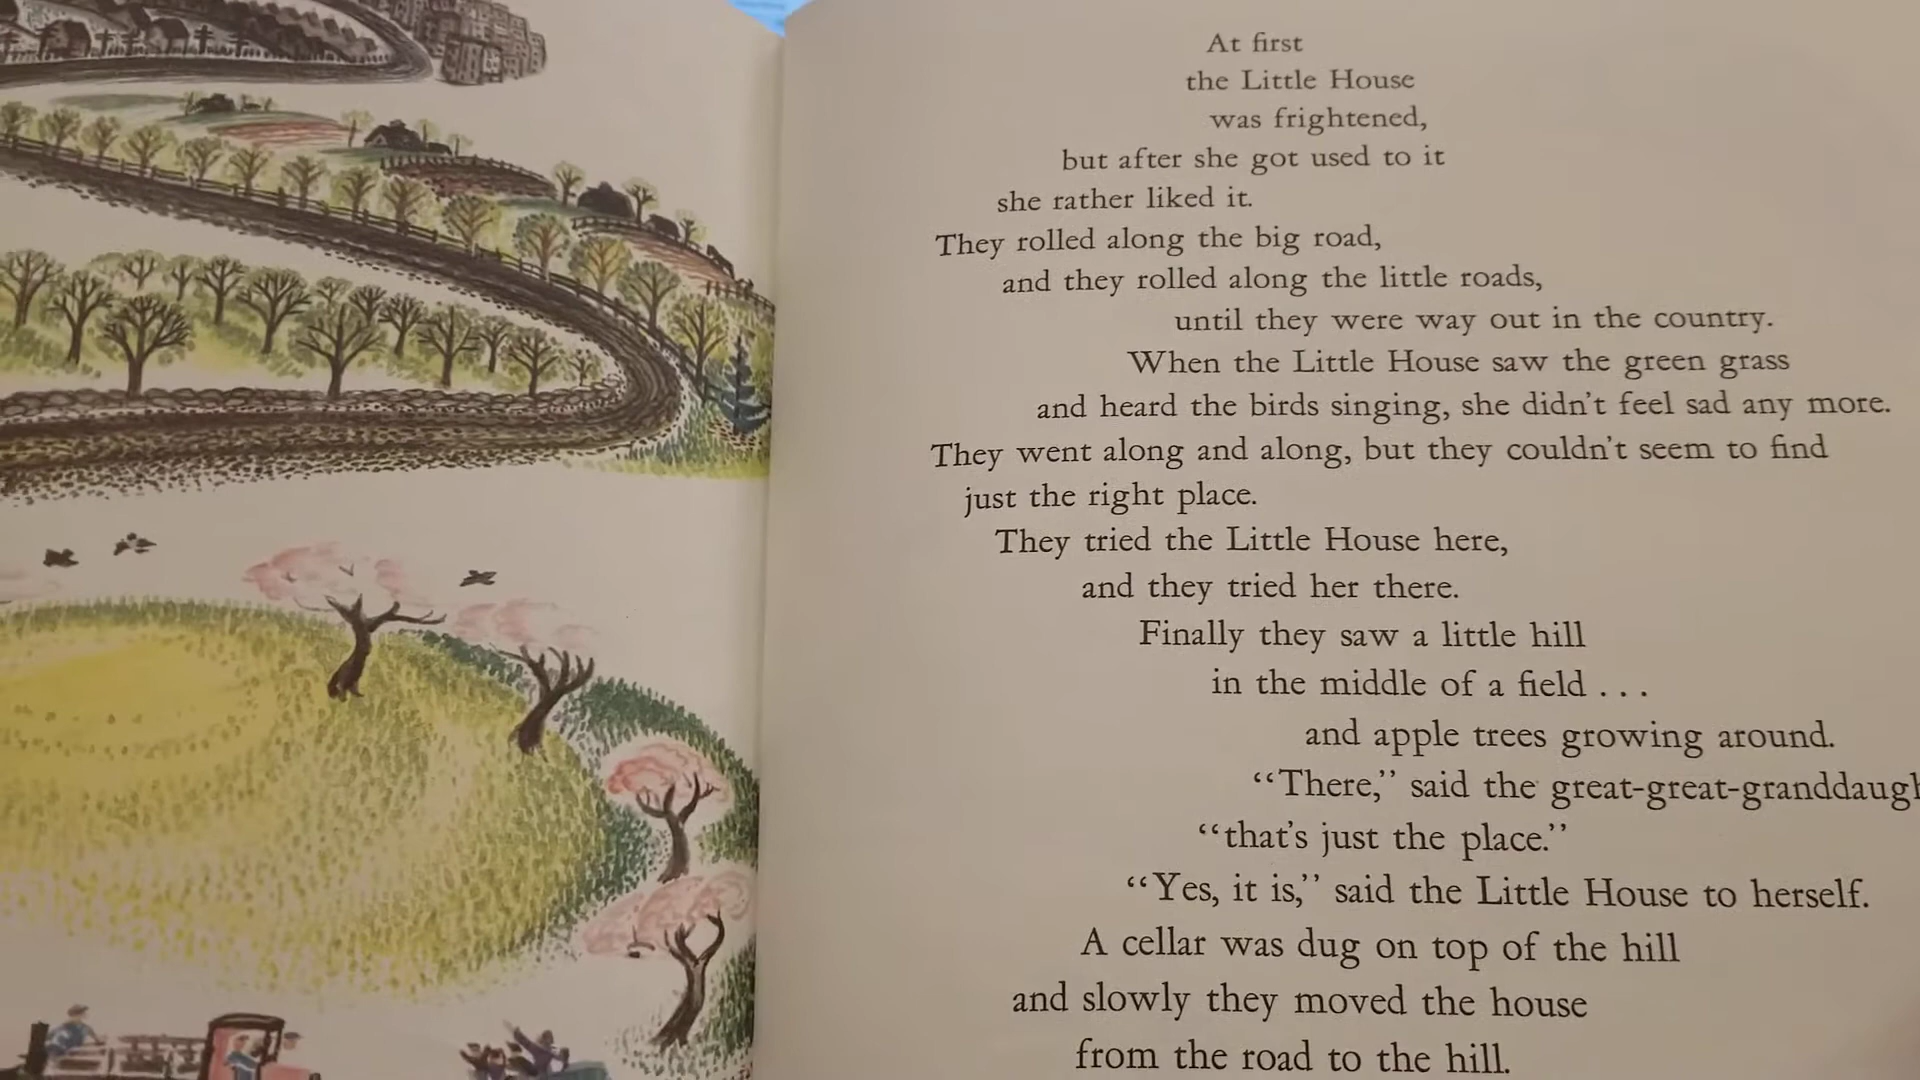 At first
the Little House
was frightened,
but after she got used to it
she rather liked it.
They rolled along the big road,
and they rolled along the little roads,
until they were way out in the country.
When the Little House saw the green grass
and heard the birds singing, she didn't feel sad any more.
They went along and along, but they couldn't seem to find
just the right place.
They tried the Little House here,
and they tried her there.
Finally they saw a little hill
in the middle of a field . . .
and apple trees growing around.
“There,” said the
“that's just the place.”
“Yes, it is,” said the Little House to herself.
A cellar was dug on top of the hill
and slowly they moved the house
from the road to the hill.